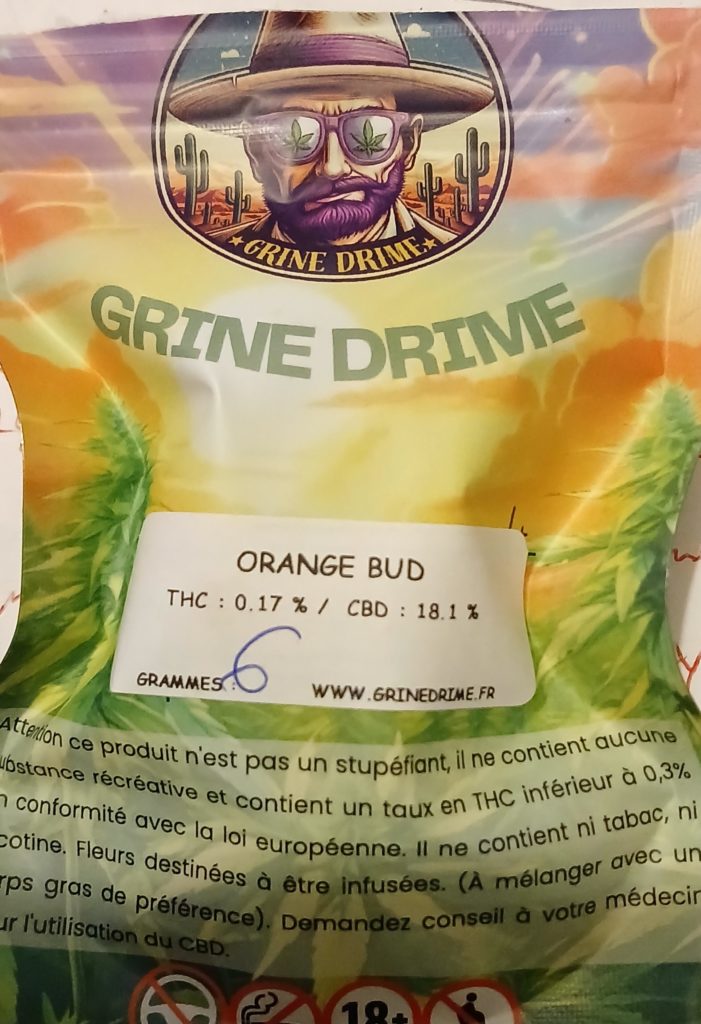 ★GRINE DRIME★
GRINE DRIME
ORANGE BUD
THC : 0.17 % / CBD : 18.1 %
GRAMMES : 6
WWW.GRINEDRIME.FR
Attention ce produit n'est pas un stupéfiant, il ne contient aucune
ubstance récréative et contient un taux en THC inférieur à 0,3%
n conformité avec la loi européenne. Il ne contient ni tabac, ni
cotine. Fleurs destinées à être infusées. (À mélanger avec un
rps gras de préférence). Demandez conseil à votre médecin
ur l'utilisation du CBD.
18+